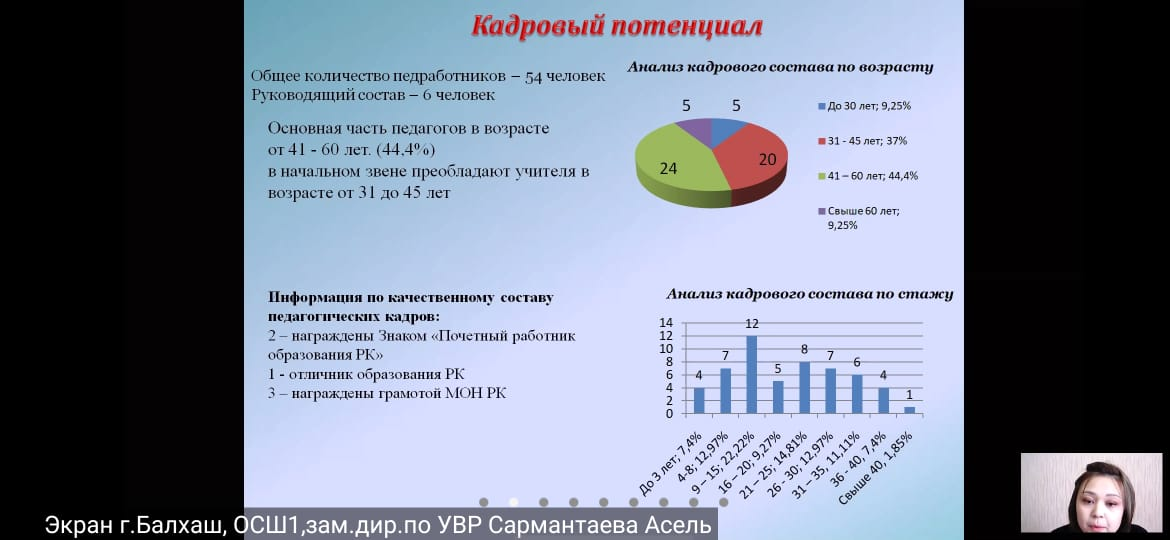 Кадровый потенциал
Общее количество педработников – 54 человек
Руководящий состав – 6 человек
Основная часть педагогов в возрасте
от 41 - 60 лет. (44,4%)
в начальном звене преобладают учителя в
возрасте от 31 до 45 лет
Анализ кадрового состава по возрасту
5
5
20
24
До 30 лет; 9,25%
31 - 45 лет; 37%
41 – 60 лет; 44,4%
Свыше 60 лет;
9,25%
Информация по качественному составу
педагогических кадров:
2 – награждены Знаком «Почетный работник
образования РК»
1 - отличник образования РК
3 – награждены грамотой МОН РК
Анализ кадрового состава по стажу
14
12
10
8
6
4
2
0
4
7
12
5
8
7
6
4
1
До 3 лет; 7,4%
4-8; 12,97%
9 – 15; 22,22%
16 – 20; 9,27%
21 – 25; 14,81%
26 - 30; 12,97%
31 – 35, 11,11%
36 - 40, 7,4%
Свыше 40, 1,85%
Экран г.Балхаш, ОСШ1,зам.дир.по УВР Сармантаева Асель